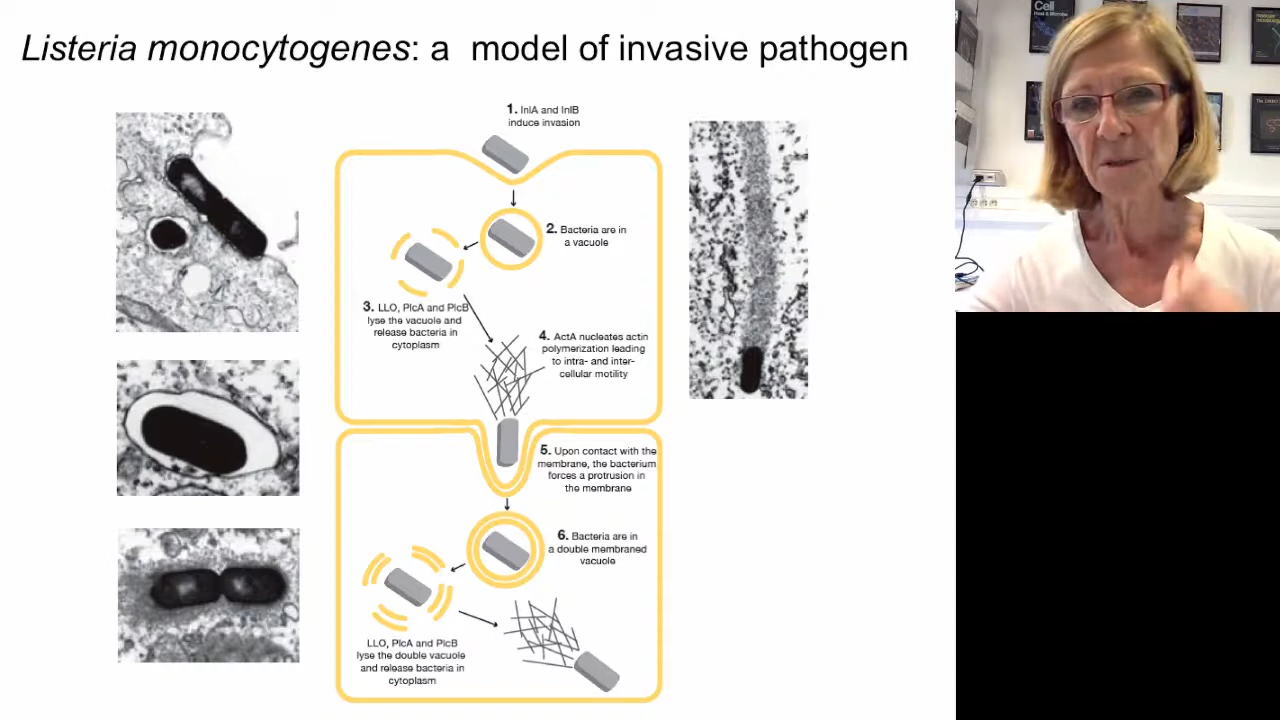 Listeria monocytogenes: a model of invasive pathogen
1. InlA and InlB
induce invasion
2. Bacteria are in
a vacuole
3. LLO, PlcA and PlcB
lyse the vacuole and
release bacteria in
cytoplasm
4. ActA nucleates actin
polymerization leading
to intra- and inter-
cellular motility
5. Upon contact with the
membrane, the bacterium
forces a protrusion in
the membrane
6. Bacteria are in
a double membraned
vacuole
LLO, PlcA and PlcB
lyse the double vacuole
and release bacteria in
cytoplasm
Cell
Host & Microbe